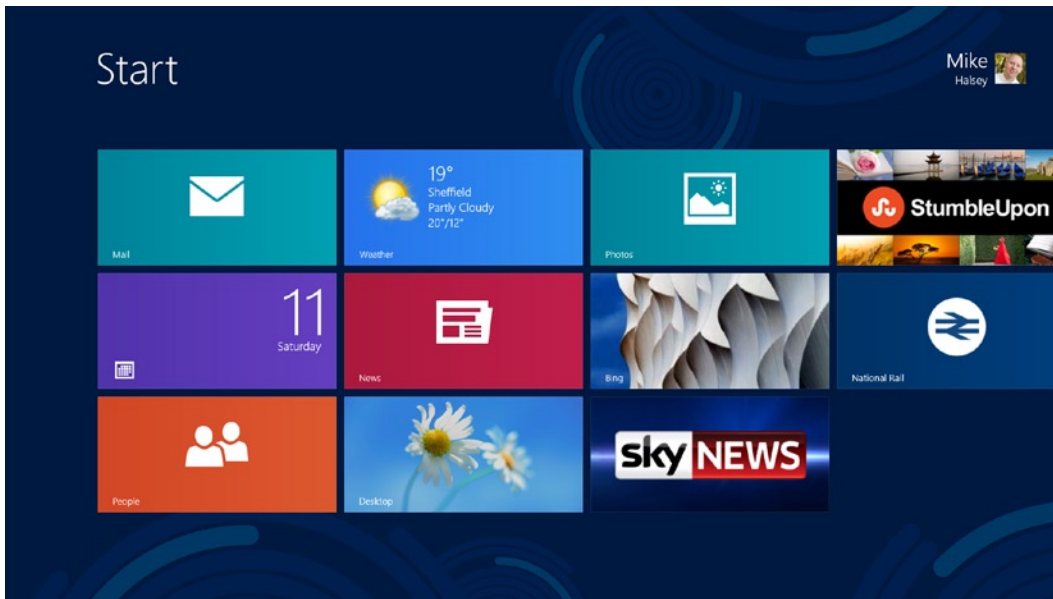 Start
Mike
Halsey
Mail
19°
Sheffield
Partly Cloudy
20°/12°
Weather
Photos
StumbleUpon
11
Saturday
News
Bing
National Rail
People
Desktop
sky NEWS